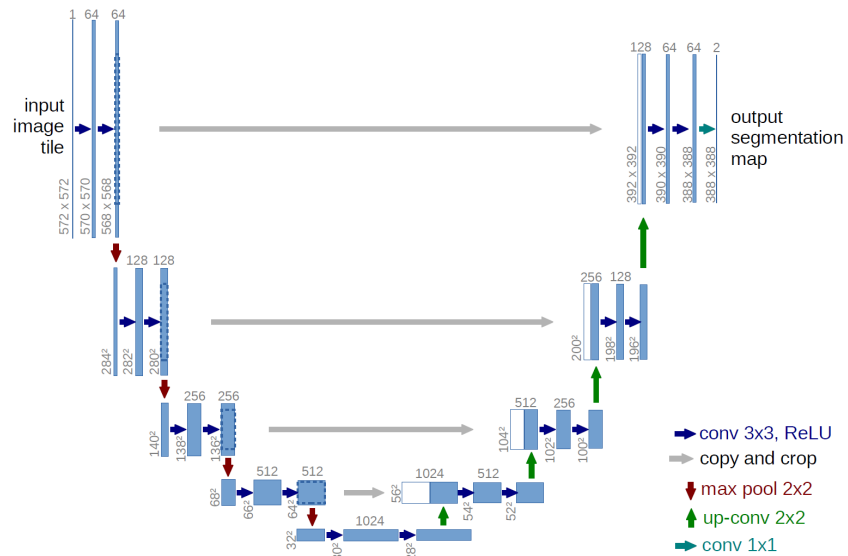 1 64 64
input
image
tile
572 x 572
570 x 570
568 x 568
128 64 64 2
output
segmentation
map
392 x 392
390 x 390
388 x 388
388 x 388
128 128
284²
282²
280²
256 128
200²
198²
196²
256 256
140²
138²
136²
512 256
104²
102²
100²
512 512
68²
66²
64²
1024 512
56²
54²
52²
1024
32²
conv 3x3, ReLU
copy and crop
max pool 2x2
up-conv 2x2
conv 1x1